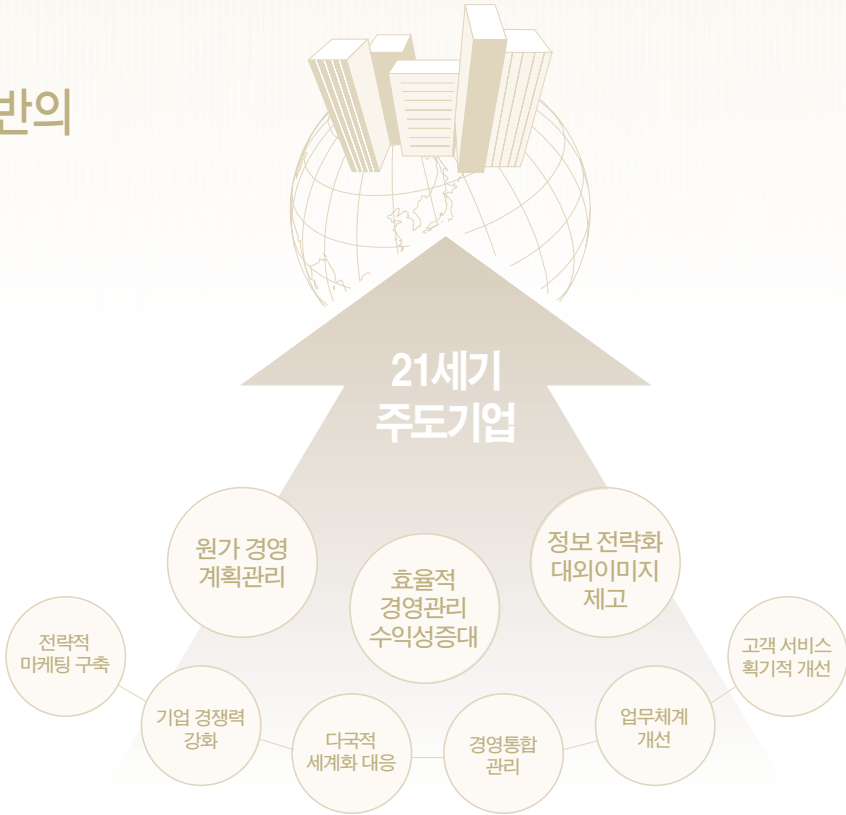 반의
21세기
주도기업
원가 경영
계획관리
효율적
경영관리
수익성증대
정보 전략화
대외이미지
제고
전략적
마케팅 구축
기업 경쟁력
강화
다국적
세계화 대응
경영통합
관리
업무체계
개선
고객 서비스
획기적 개선